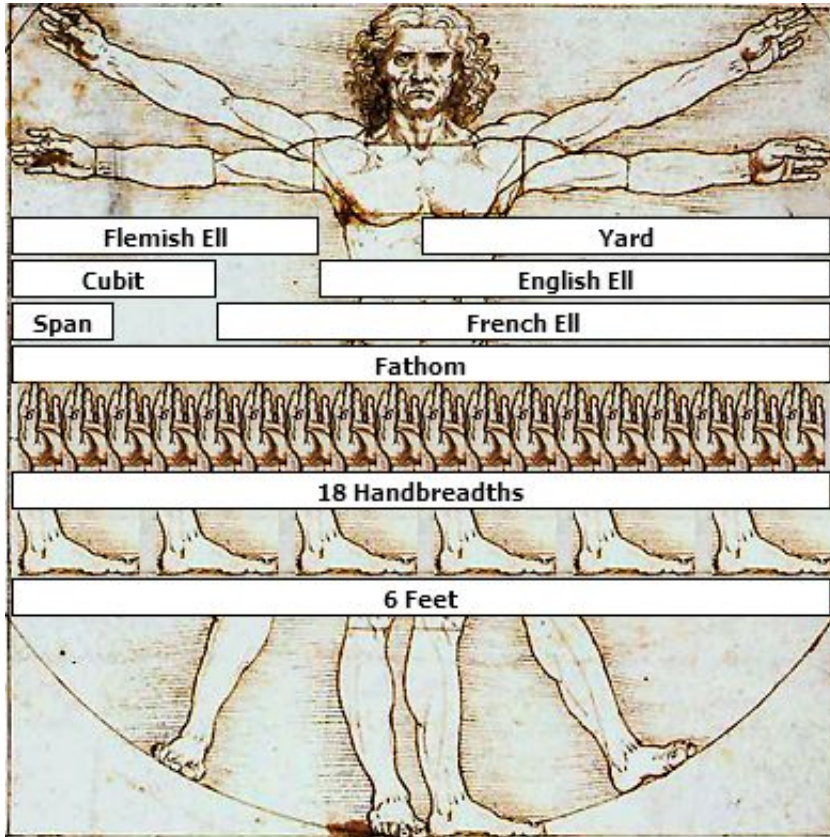 Flemish Ell
Yard
Cubit
English Ell
Span
French Ell
Fathom
18 Handbreadths
6 Feet